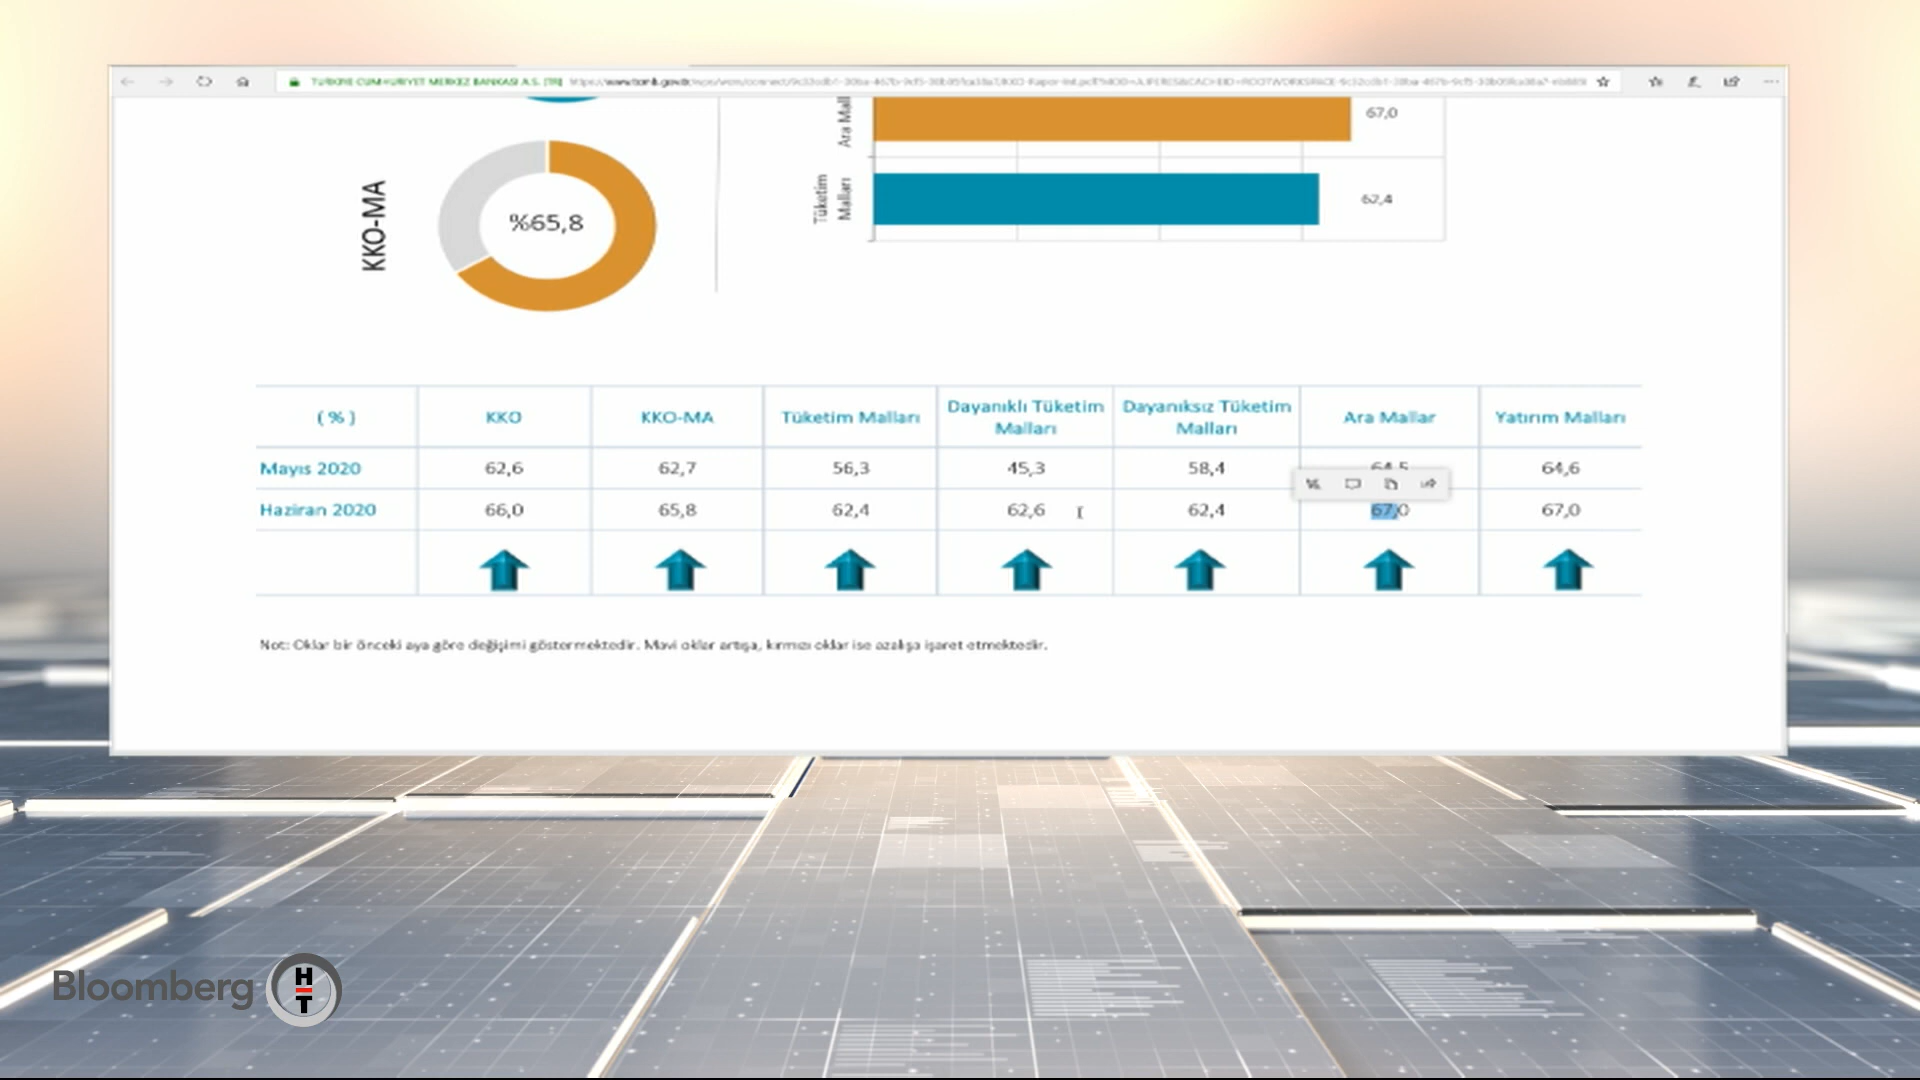 TÜRKİYE CUMHURİYET MERKEZ BANKASI A.Ş. [TR]
Ara Mall
67,0
KKO-MA
%65,8
Tüketim
Malları
62,4
( % )
KKO
KKO-MA
Tüketim Malları
Dayanıklı Tüketim
Malları
Dayanıksız Tüketim
Malları
Ara Mallar
Yatırım Malları
Mayıs 2020
62,6
62,7
56,3
45,3
58,4
64,5
64,6
Haziran 2020
66,0
65,8
62,4
62,6
62,4
67,0
67,0
Not: Oklar bir önceki aya göre değişimi göstermektedir. Mavi oklar artışa, kırmızı oklar ise azalışa işaret etmektedir.
Bloomberg HT